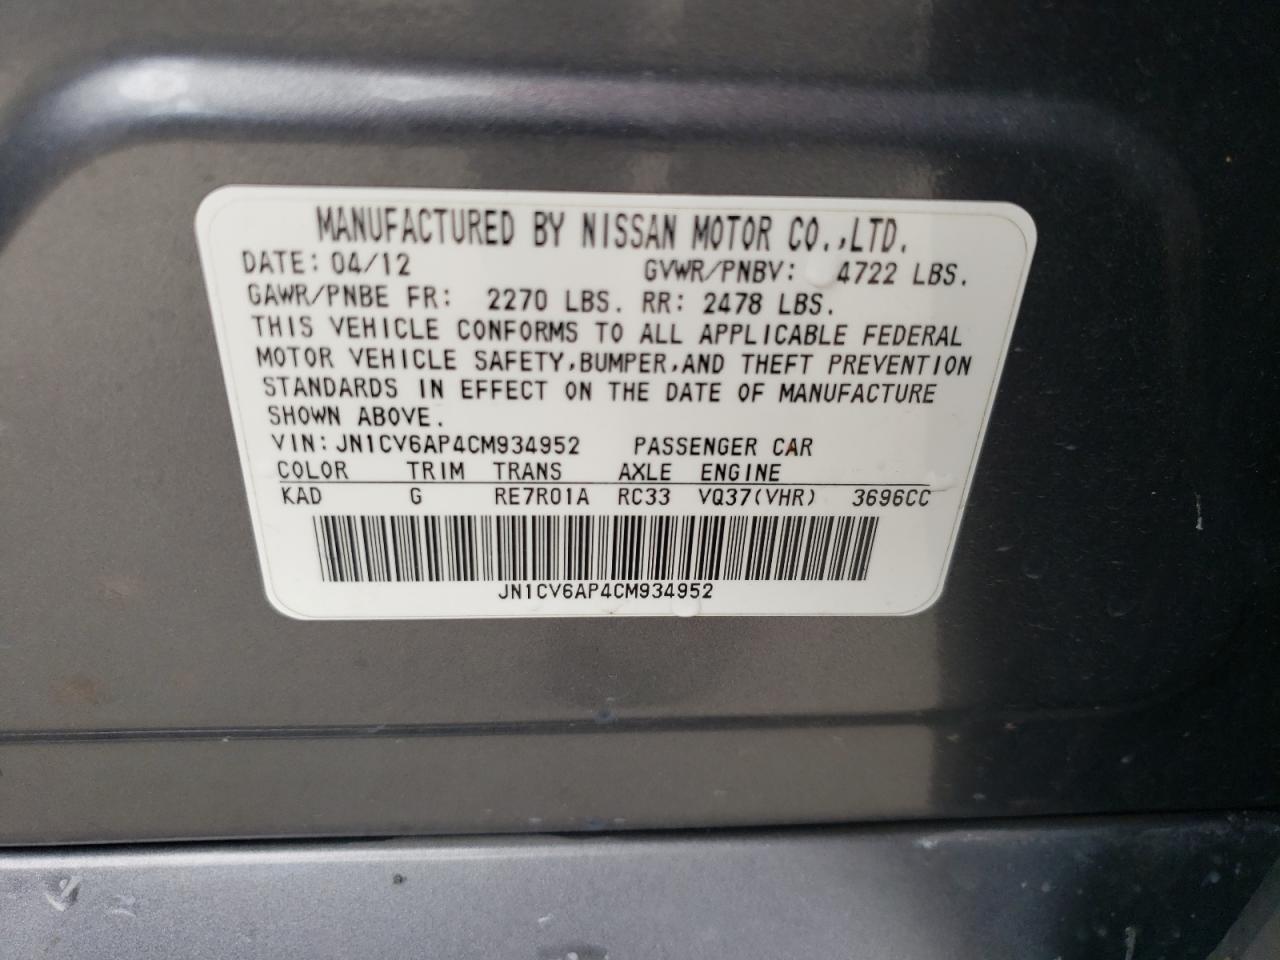 MANUFACTURED BY NISSAN MOTOR CO.,LTD.
DATE: 04/12 GVWR/PNBV: 4722 LBS.
GAWR/PNBE FR: 2270 LBS. RR: 2478 LBS.
THIS VEHICLE CONFORMS TO ALL APPLICABLE FEDERAL
MOTOR VEHICLE SAFETY,BUMPER,AND THEFT PREVENTION
STANDARDS IN EFFECT ON THE DATE OF MANUFACTURE
SHOWN ABOVE.
VIN: JN1CV6AP4CM934952 PASSENGER CAR
COLOR TRIM TRANS AXLE ENGINE
KAD G RE7R01A RC33 VQ37(VHR) 3696CC
JN1CV6AP4CM934952